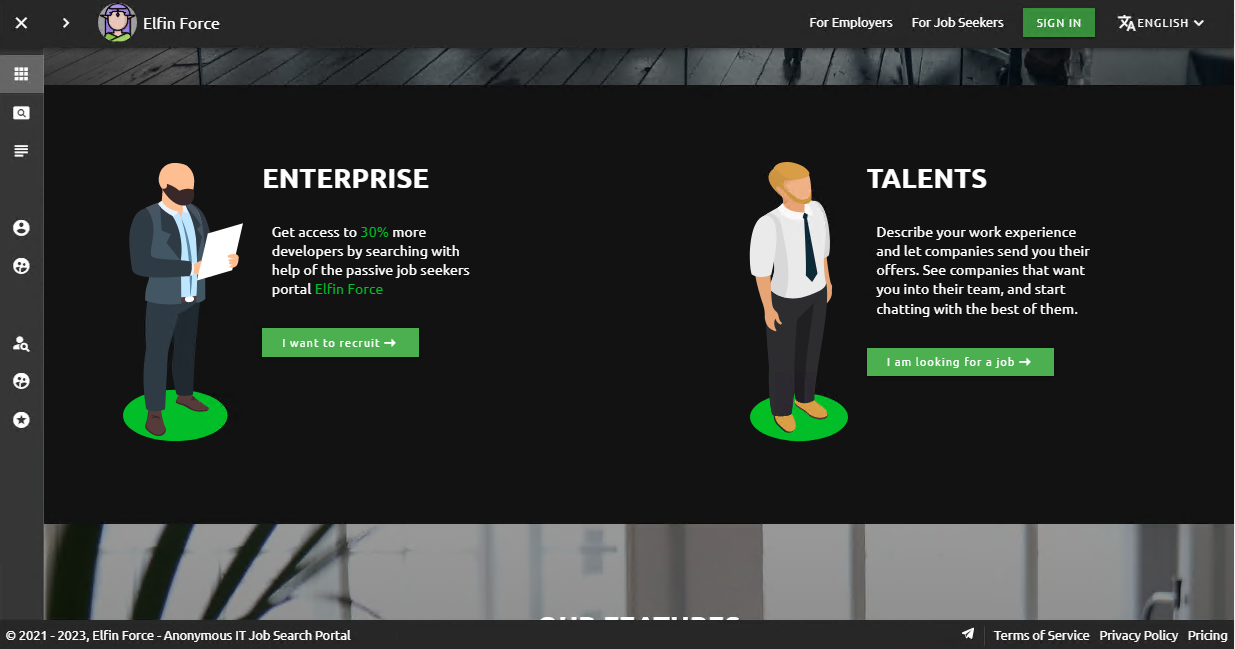 Elfin Force
For Employers
For Job Seekers
SIGN IN
ENGLISH
ENTERPRISE
Get access to 30% more
developers by searching with
help of the passive job seekers
portal Elfin Force
I want to recruit →
TALENTS
Describe your work experience
and let companies send you their
offers. See companies that want
you into their team, and start
chatting with the best of them.
I am looking for a job →
OUR FEATURES
© 2021 - 2023, Elfin Force - Anonymous IT Job Search Portal
Terms of Service
Privacy Policy
Pricing